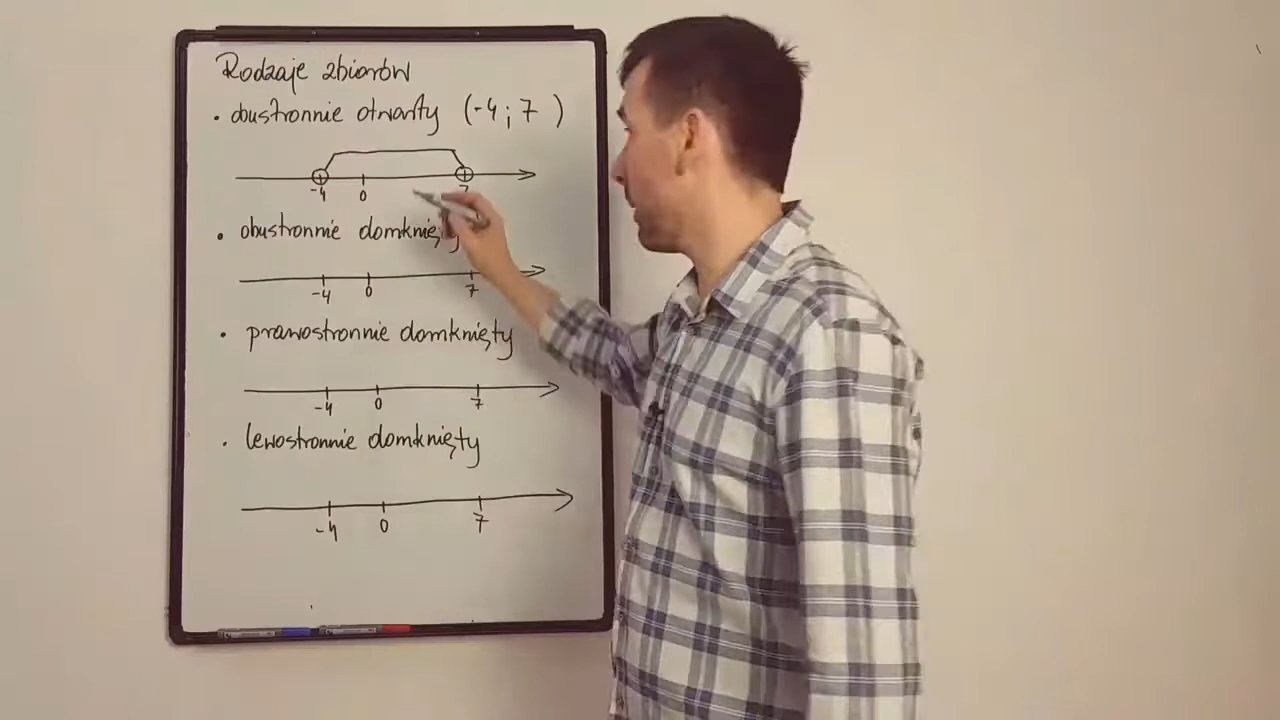 Rodzaje zbiorów
• obustronnie otwarty (-4 ; 7 )
-4 0 7
• obustronnie domknięty
-4 0 7
• prawostronnie domknięty
-4 0 7
• lewostronnie domknięty
-4 0 7